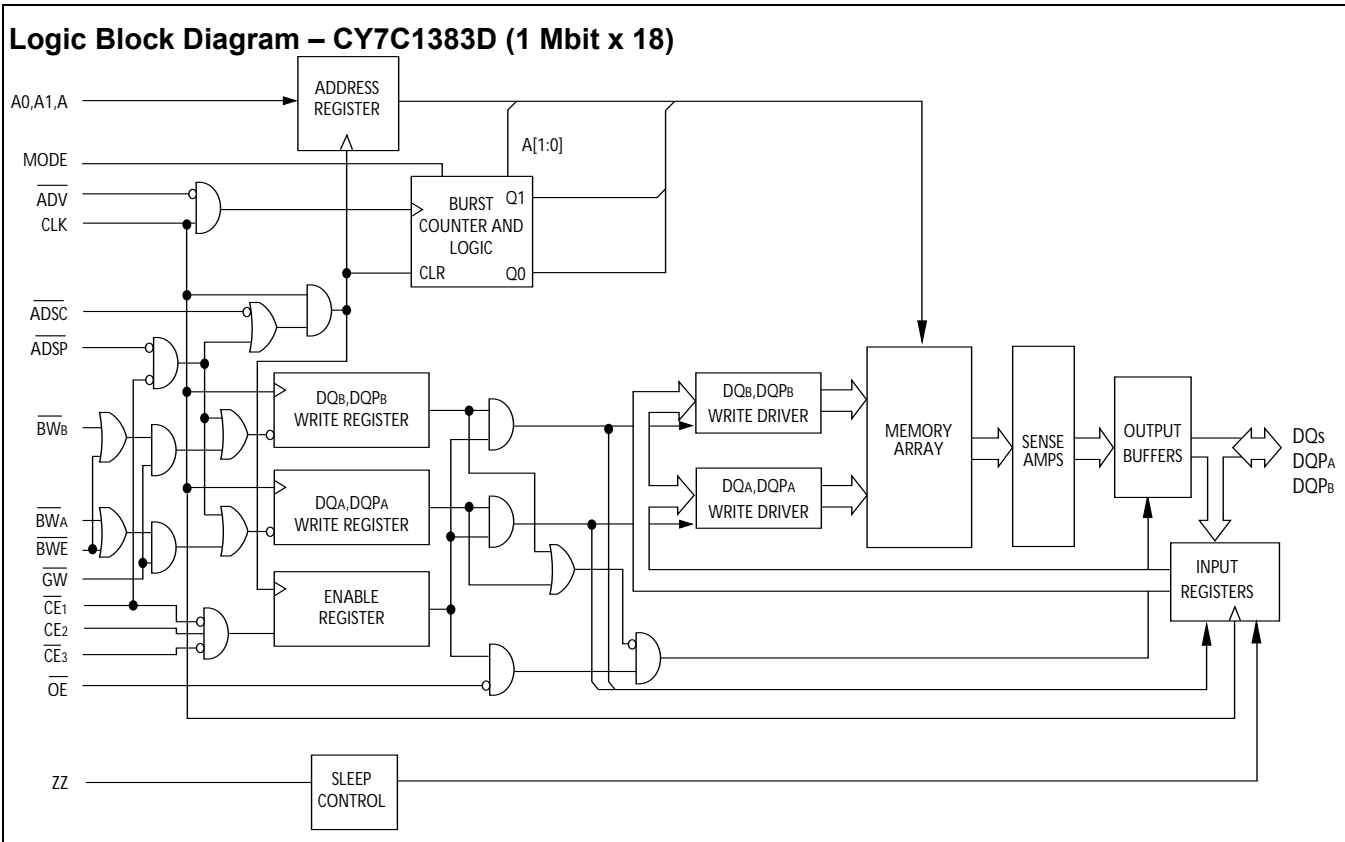 Logic Block Diagram – CY7C1383D (1 Mbit x 18)
A0,A1,A
ADDRESS
REGISTER
MODE
A[1:0]
ADV
CLK
BURST
COUNTER AND
LOGIC
Q1
CLR
Q0
ADSC
ADSP
DQB,DQPB
WRITE REGISTER
DQB,DQPB
WRITE DRIVER
BWB
MEMORY
ARRAY
SENSE
AMPS
OUTPUT
BUFFERS
DQs
DQPA
DQPB
DQA,DQPA
WRITE REGISTER
DQA,DQPA
WRITE DRIVER
BWA
BWE
GW
CE1
CE2
CE3
ENABLE
REGISTER
INPUT
REGISTERS
OE
ZZ
SLEEP
CONTROL